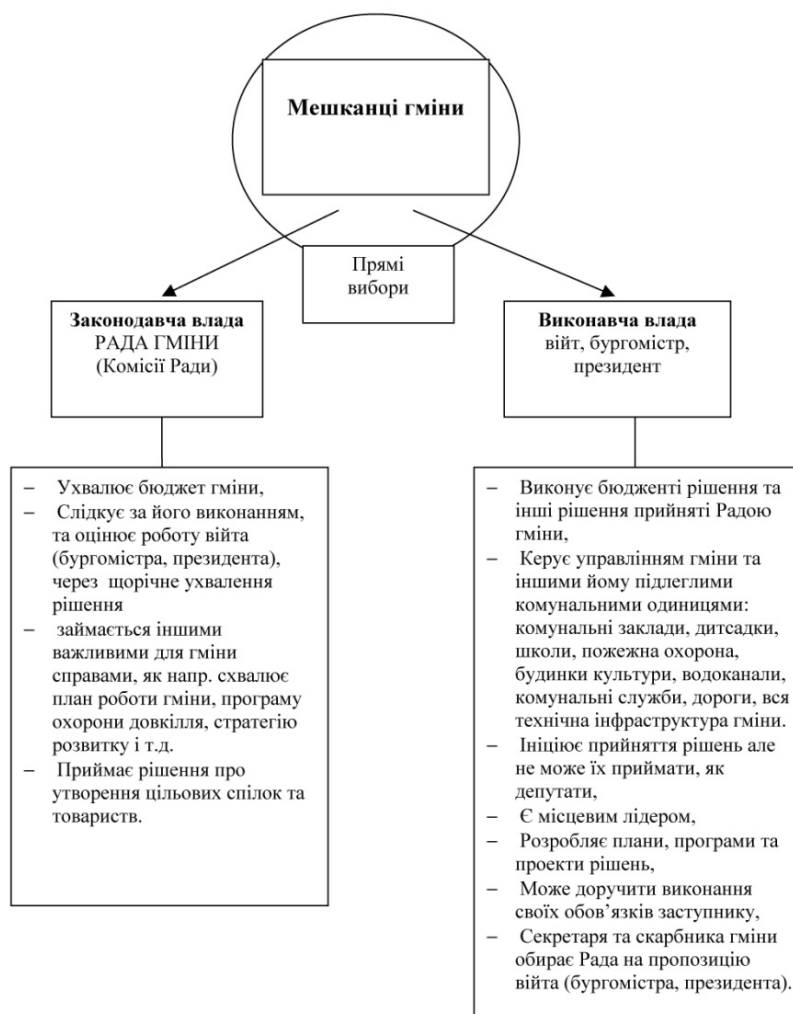 Мешканці гміни
Прямі
вибори
Законодавча влада
РАДА ГМІНИ
(Комісії Ради)
Виконавча влада
війт, бургомістр,
президент
– Ухвалює бюджет гміни,
– Слідкує за його виконанням,
та оцінює роботу війта
(бургомістра, президента),
через щорічне ухвалення
рішення
– займається іншими
важливими для гміни
справами, як напр. схвалює
план роботи гміни, програму
охорони довкілля, стратегію
розвитку і т.д.
– Приймає рішення про
утворення цільових спілок та
товариств.
– Виконує бюдженті рішення та
інші рішення прийняті Радою
гміни,
– Керує управлінням гміни та
іншими йому підлеглими
комунальними одиницями:
комунальні заклади, дитсадки,
школи, пожежна охорона,
будинки культури, водоканали,
комунальні служби, дороги, вся
технічна інфраструктура гміни.
– Ініціює прийняття рішень але
не може їх приймати, як
депутати,
– Є місцевим лідером,
– Розробляє плани, програми та
проекти рішень,
– Може доручити виконання
своїх обов’язків заступнику,
– Секретаря та скарбника гміни
обирає Рада на пропозицію
війта (бургомістра, президента).